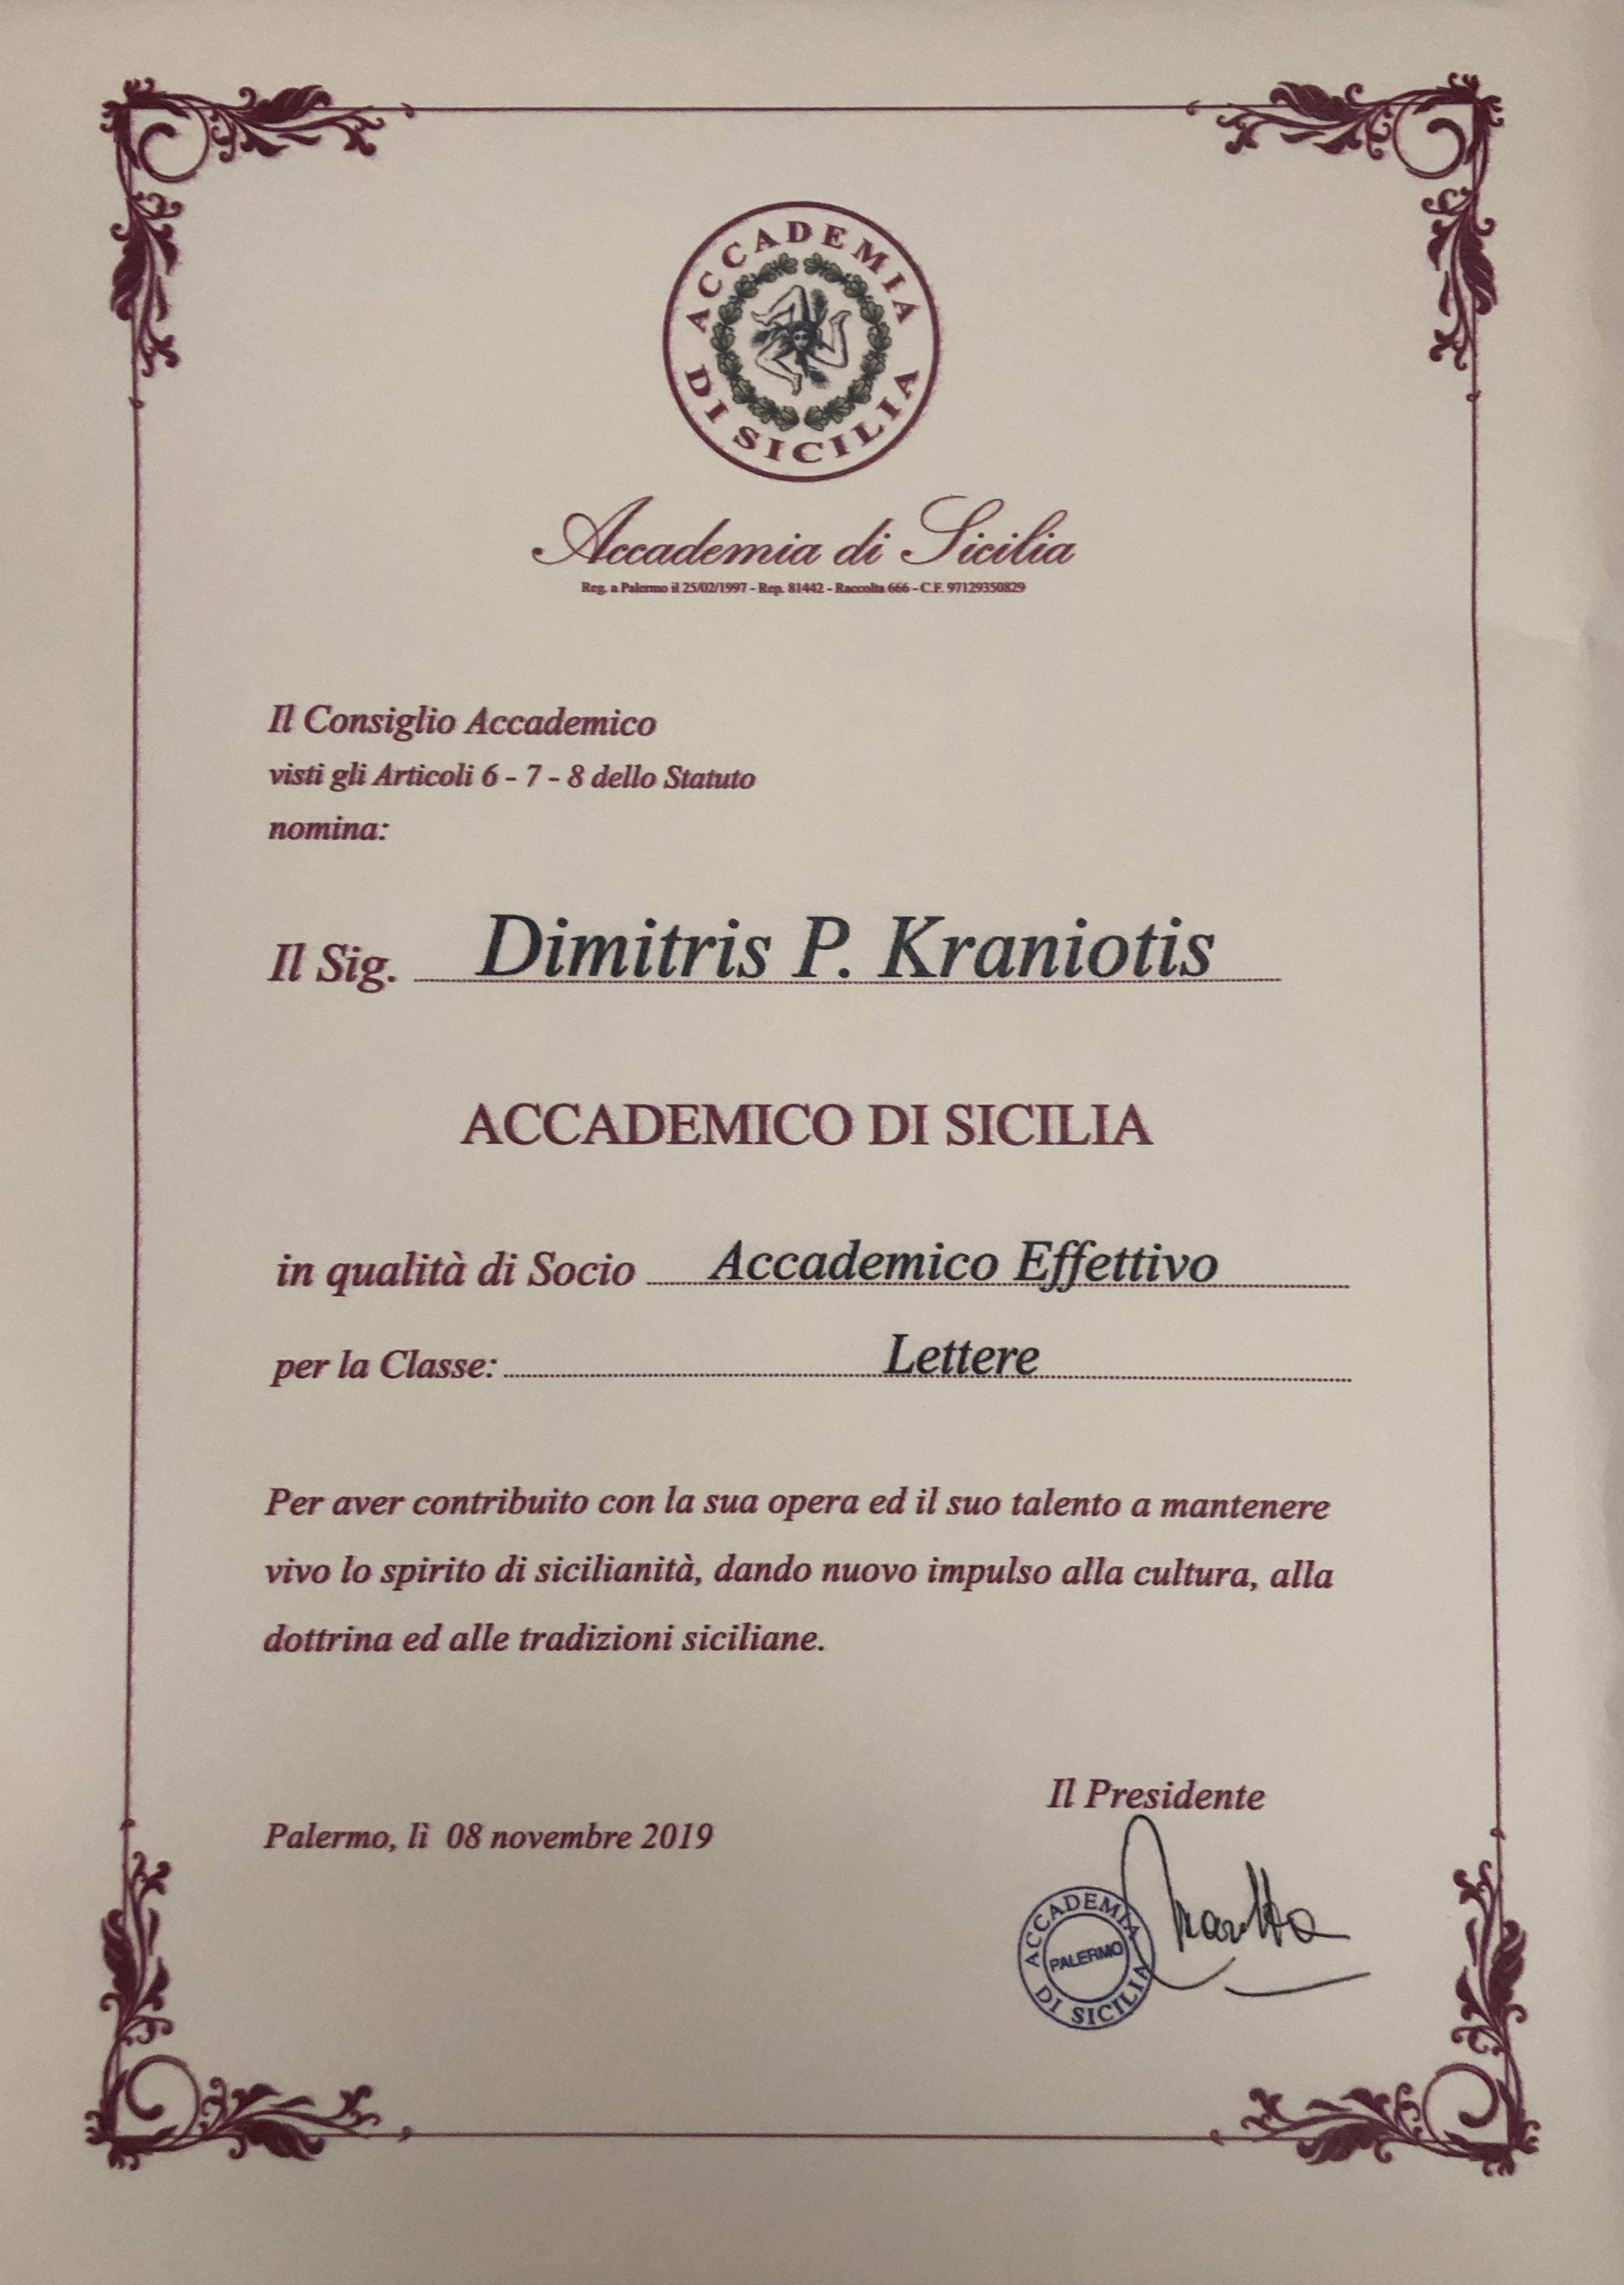 ACCADEMIA DI SICILIA
Accademia di Sicilia
Reg. a Palermo il 25/02/1997 - Rep. 81442 - Raccolta 666 - C.F. 97129350829
Il Consiglio Accademico
visti gli Articoli 6 - 7 - 8 dello Statuto
nomina:
Il Sig. Dimitris P. Kraniotis
ACCADEMICO DI SICILIA
in qualità di Socio Accademico Effettivo
per la Classe: Lettere
Per aver contribuito con la sua opera ed il suo talento a mantenere
vivo lo spirito di sicilianità, dando nuovo impulso alla cultura, alla
dottrina ed alle tradizioni siciliane.
Il Presidente
Palermo, lì 08 novembre 2019
ACCADEMIA DI SICILIA
PALERMO